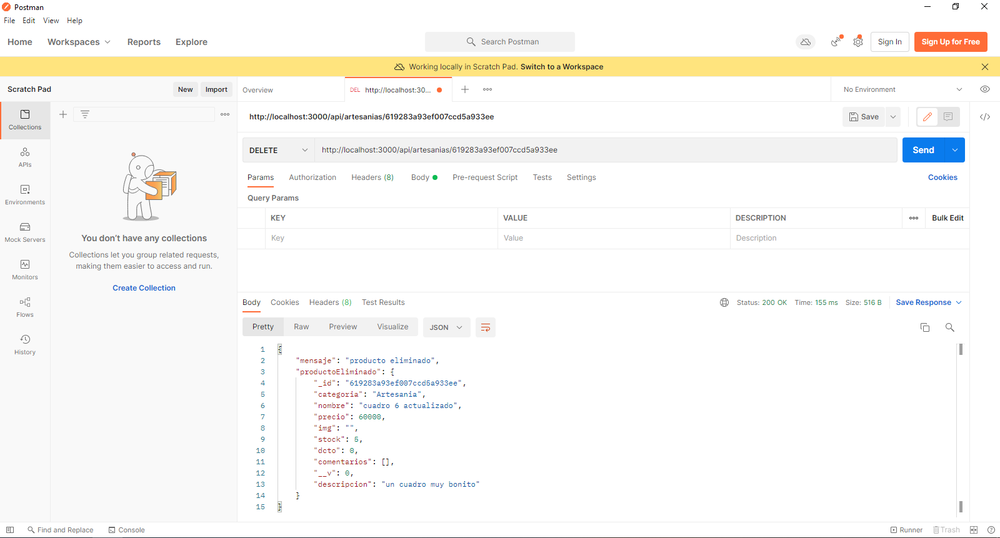 Postman
File Edit View Help
Home Workspaces Reports Explore Search Postman Sign In Sign Up for Free
Working locally in Scratch Pad. Switch to a Workspace
Scratch Pad New Import Overview DEL http://localhost:30... No Environment
http://localhost:3000/api/artesanias/619283a93ef007ccd5a933ee Save
Collections
DELETE http://localhost:3000/api/artesanias/619283a93ef007ccd5a933ee Send
APIs
Params Authorization Headers (8) Body Pre-request Script Tests Settings Cookies
Query Params
Environments
KEY VALUE DESCRIPTION Bulk Edit
Key Value Description
Mock Servers
You don't have any collections
Collections let you group related requests,
making them easier to access and run.
Monitors
Create Collection
Body Cookies Headers (8) Test Results Status: 200 OK Time: 155 ms Size: 516 B Save Response
Flows
Pretty Raw Preview Visualize JSON
History
1 {
2 "mensaje": "producto eliminado",
3 "productoEliminado": {
4 "_id": "619283a93ef007ccd5a933ee",
5 "categoria": "Artesania",
6 "nombre": "cuadro 6 actualizado",
7 "precio": 60000,
8 "img": "",
9 "stock": 5,
10 "dcto": 0,
11 "comentarios": [],
12 "__v": 0,
13 "descripcion": "un cuadro muy bonito"
14 }
15 }
Find and Replace Console Runner Trash